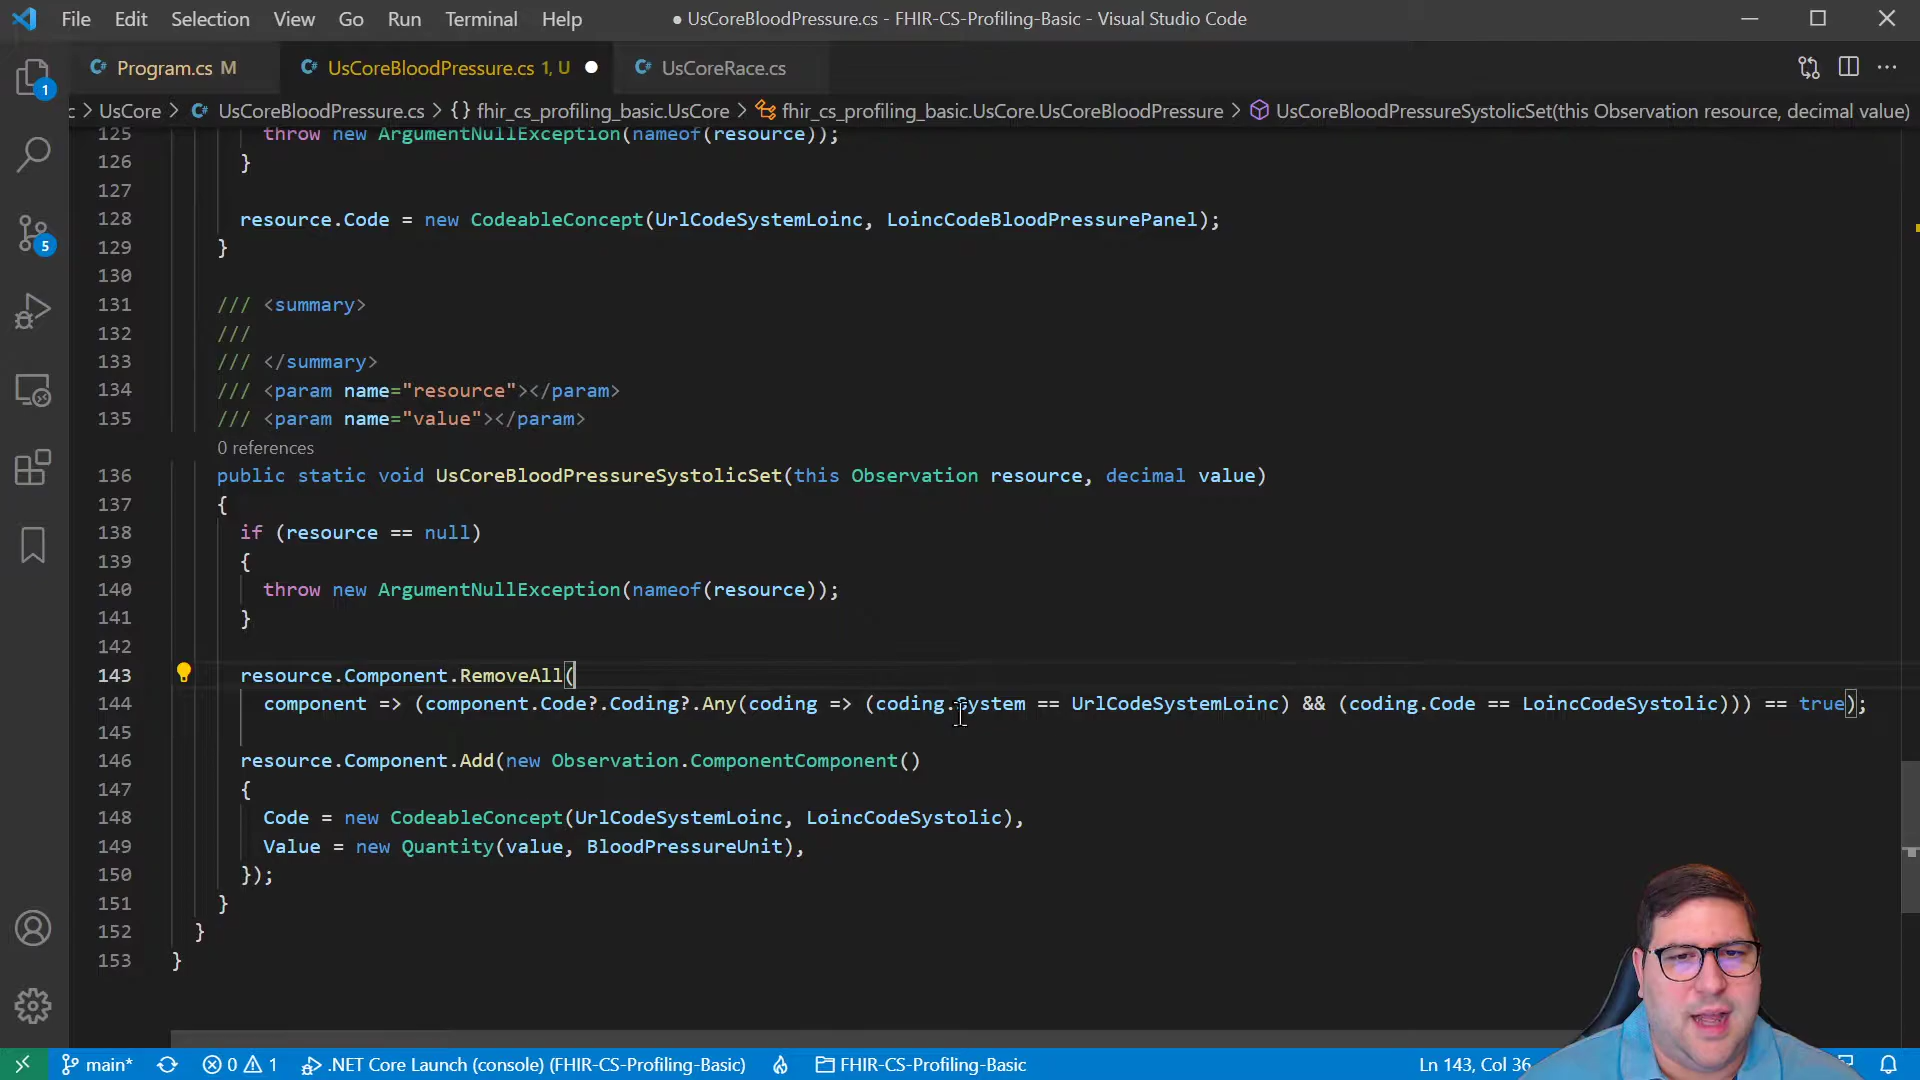 File Edit Selection View Go Run Terminal Help ● UsCoreBloodPressure.cs - FHIR-CS-Profiling-Basic - Visual Studio Code
Program.cs M UsCoreBloodPressure.cs 1, U UsCoreRace.cs
c > UsCore > UsCoreBloodPressure.cs > {} fhir_cs_profiling_basic.UsCore > fhir_cs_profiling_basic.UsCore.UsCoreBloodPressure > UsCoreBloodPressureSystolicSet(this Observation resource, decimal value)
1
5
125 throw new ArgumentNullException(nameof(resource));
126 }
127
128 resource.Code = new CodeableConcept(UrlCodeSystemLoinc, LoincCodeBloodPressurePanel);
129 }
130
131 /// <summary>
132 ///
133 /// </summary>
134 /// <param name="resource"></param>
135 /// <param name="value"></param>
0 references
136 public static void UsCoreBloodPressureSystolicSet(this Observation resource, decimal value)
137 {
138 if (resource == null)
139 {
140 throw new ArgumentNullException(nameof(resource));
141 }
142
143 resource.Component.RemoveAll(
144 component => (component.Code?.Coding?.Any(coding => (coding.System == UrlCodeSystemLoinc) && (coding.Code == LoincCodeSystolic))) == true);
145
146 resource.Component.Add(new Observation.ComponentComponent()
147 {
148 Code = new CodeableConcept(UrlCodeSystemLoinc, LoincCodeSystolic),
149 Value = new Quantity(value, BloodPressureUnit),
150 });
151 }
152 }
153 }
main* 0 1 .NET Core Launch (console) (FHIR-CS-Profiling-Basic) FHIR-CS-Profiling-Basic Ln 143, Col 36